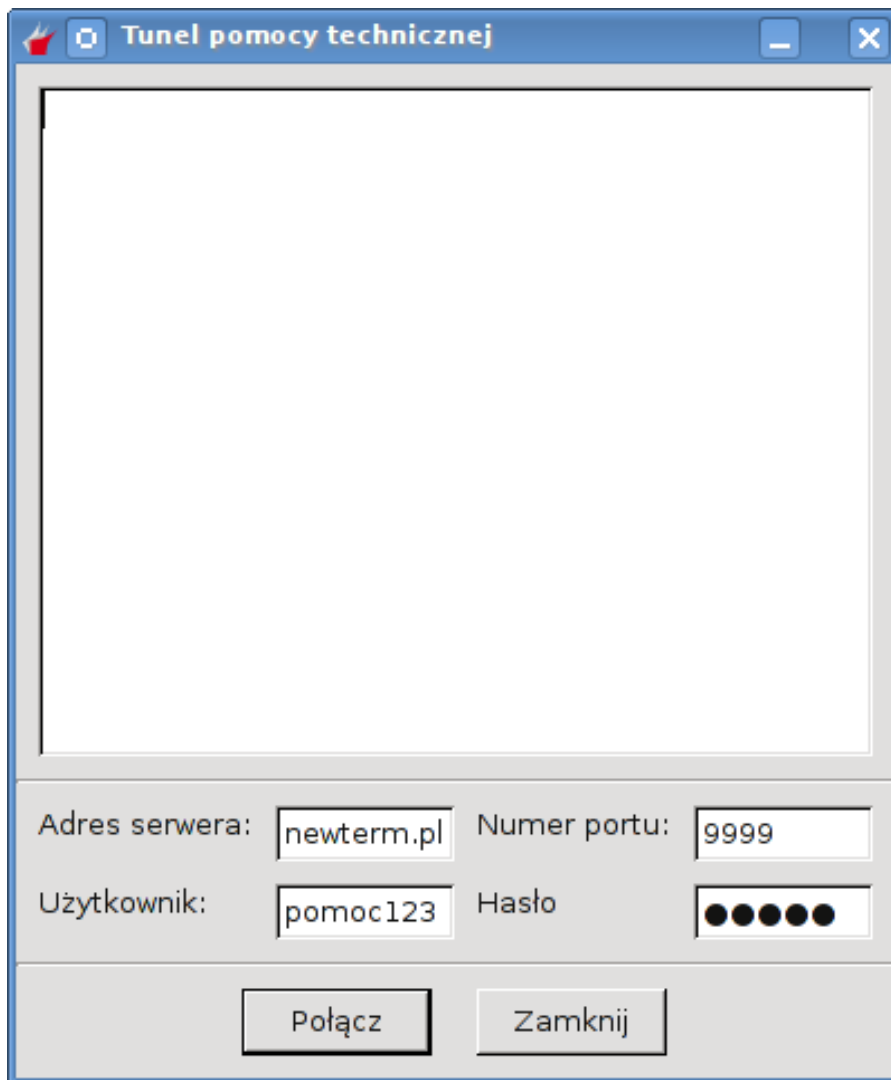 Tunel pomocy technicznej
Adres serwera: newterm.pl Numer portu: 9999
Użytkownik: pomoc123 Hasło ●●●●●
Połącz Zamknij